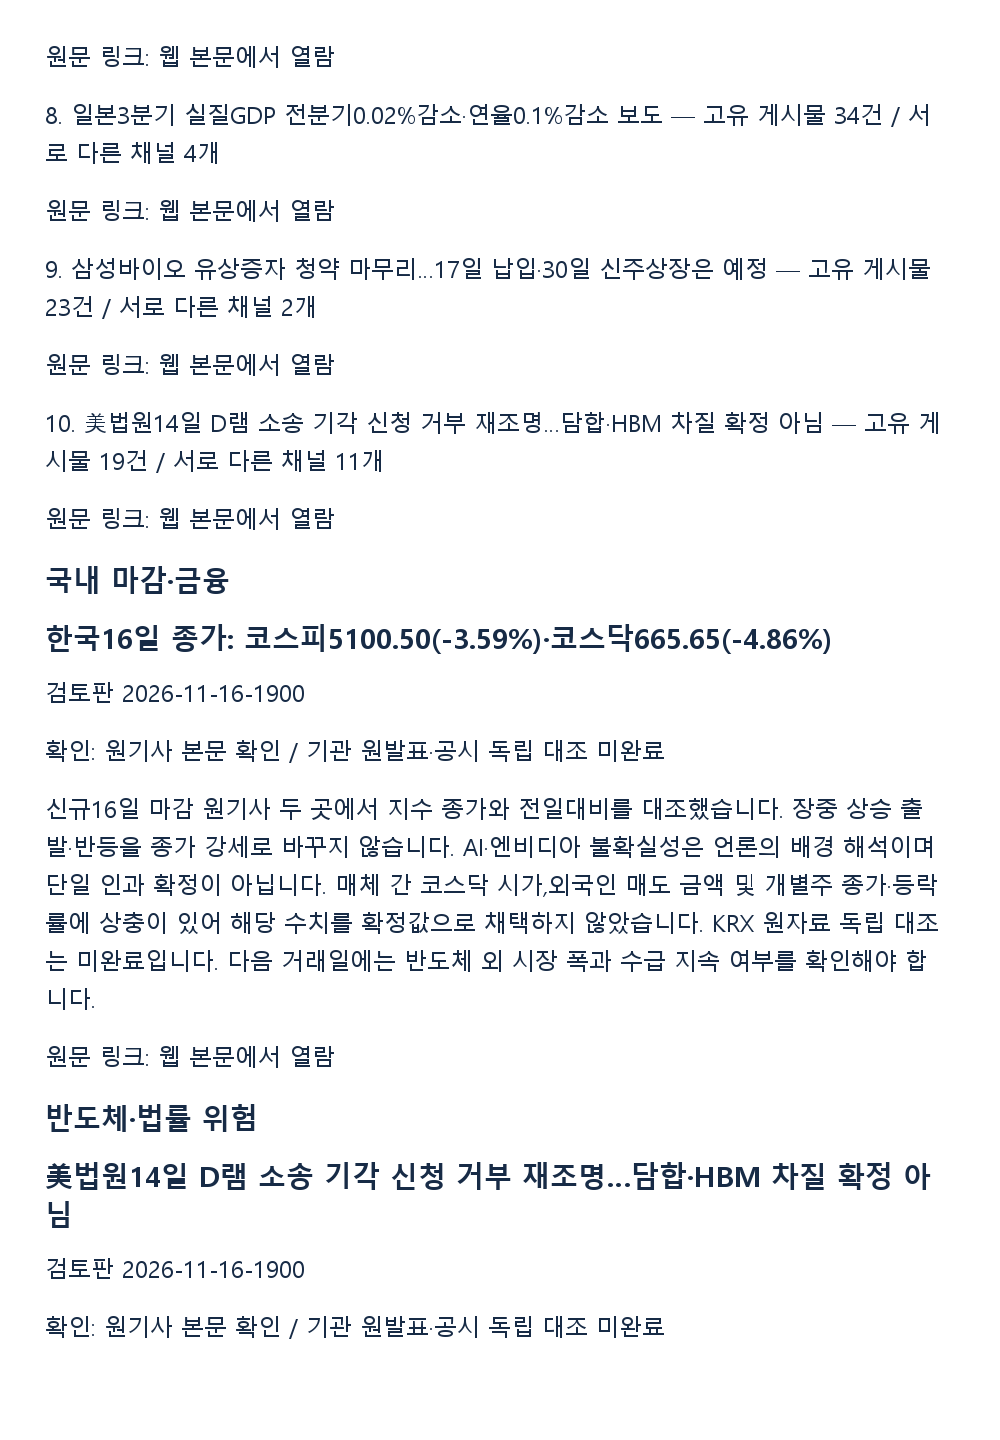 원문 링크: 웹 본문에서 열람
8. 일본3분기 실질GDP 전분기0.02%감소·연율0.1%감소 보도 — 고유 게시물 34건 / 서
로 다른 채널 4개
원문 링크: 웹 본문에서 열람
9. 삼성바이오 유상증자 청약 마무리...17일 납입·30일 신주상장은 예정 — 고유 게시물
23건 / 서로 다른 채널 2개
원문 링크: 웹 본문에서 열람
10. 美법원14일 D램 소송 기각 신청 거부 재조명...담합·HBM 차질 확정 아님 — 고유 게
시물 19건 / 서로 다른 채널 11개
원문 링크: 웹 본문에서 열람
국내 마감·금융
한국16일 종가: 코스피5100.50(-3.59%)·코스닥665.65(-4.86%)
검토판 2026-11-16-1900
확인: 원기사 본문 확인 / 기관 원발표·공시 독립 대조 미완료
신규16일 마감 원기사 두 곳에서 지수 종가와 전일대비를 대조했습니다. 장중 상승 출
발·반등을 종가 강세로 바꾸지 않습니다. AI·엔비디아 불확실성은 언론의 배경 해석이며
단일 인과 확정이 아닙니다. 매체 간 코스닥 시가,외국인 매도 금액 및 개별주 종가·등락
률에 상충이 있어 해당 수치를 확정값으로 채택하지 않았습니다. KRX 원자료 독립 대조
는 미완료입니다. 다음 거래일에는 반도체 외 시장 폭과 수급 지속 여부를 확인해야 합
니다.
원문 링크: 웹 본문에서 열람
반도체·법률 위험
美법원14일 D램 소송 기각 신청 거부 재조명...담합·HBM 차질 확정 아
님
검토판 2026-11-16-1900
확인: 원기사 본문 확인 / 기관 원발표·공시 독립 대조 미완료